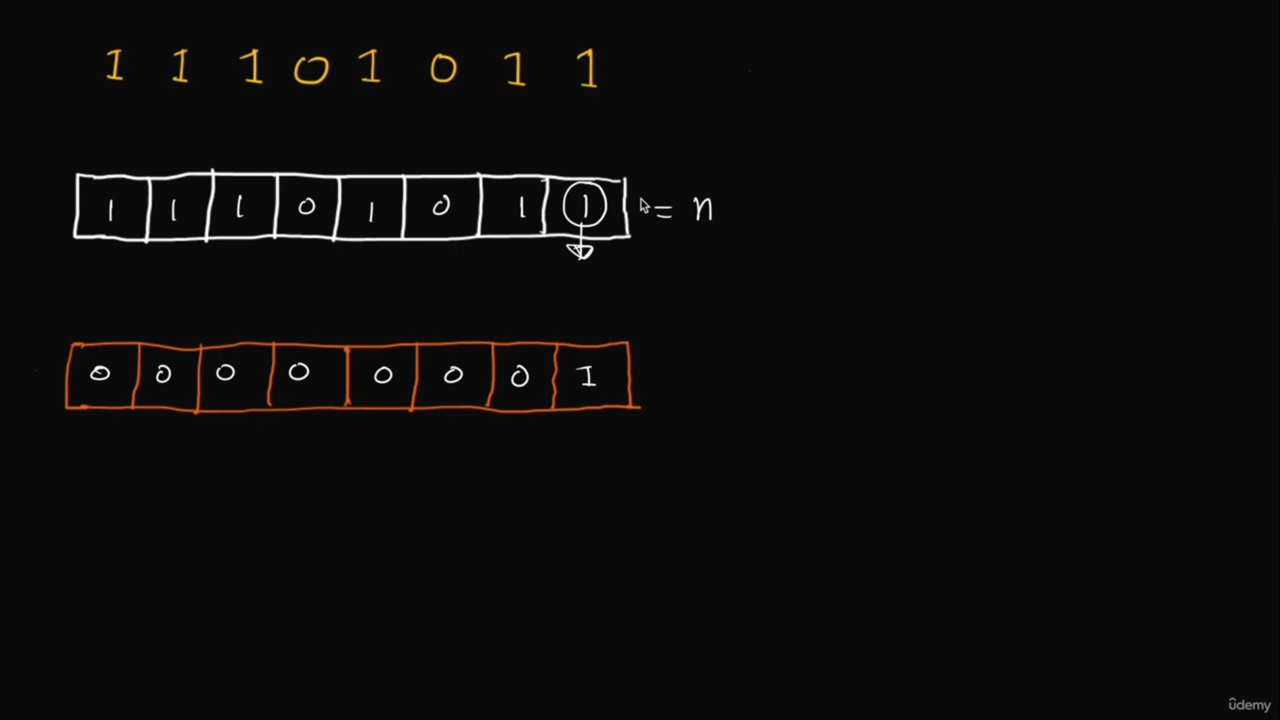 1 1 1 0 1 0 1 1
1 1 1 0 1 0 1 1 = n
0 0 0 0 0 0 0 1
ûdemy